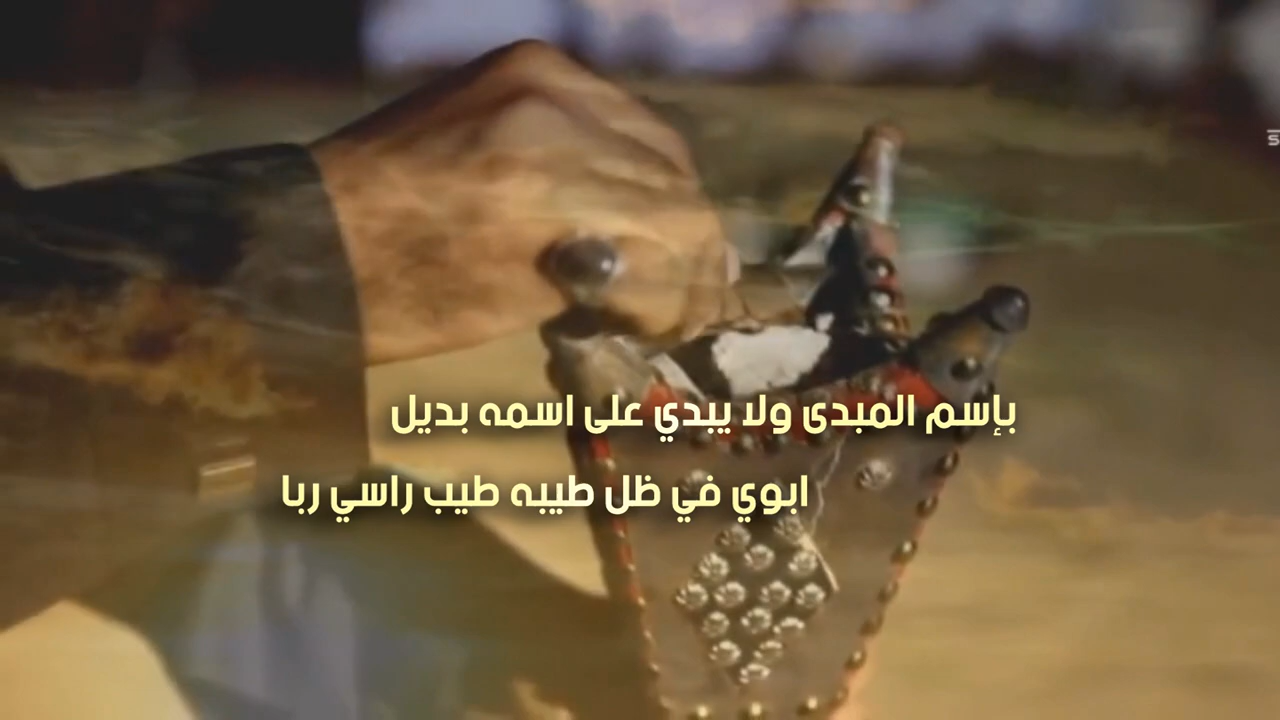 بإسم المبدى ولا يبدي على اسمه بديل
ابوي في ظل طيبه طيب راسي ربا